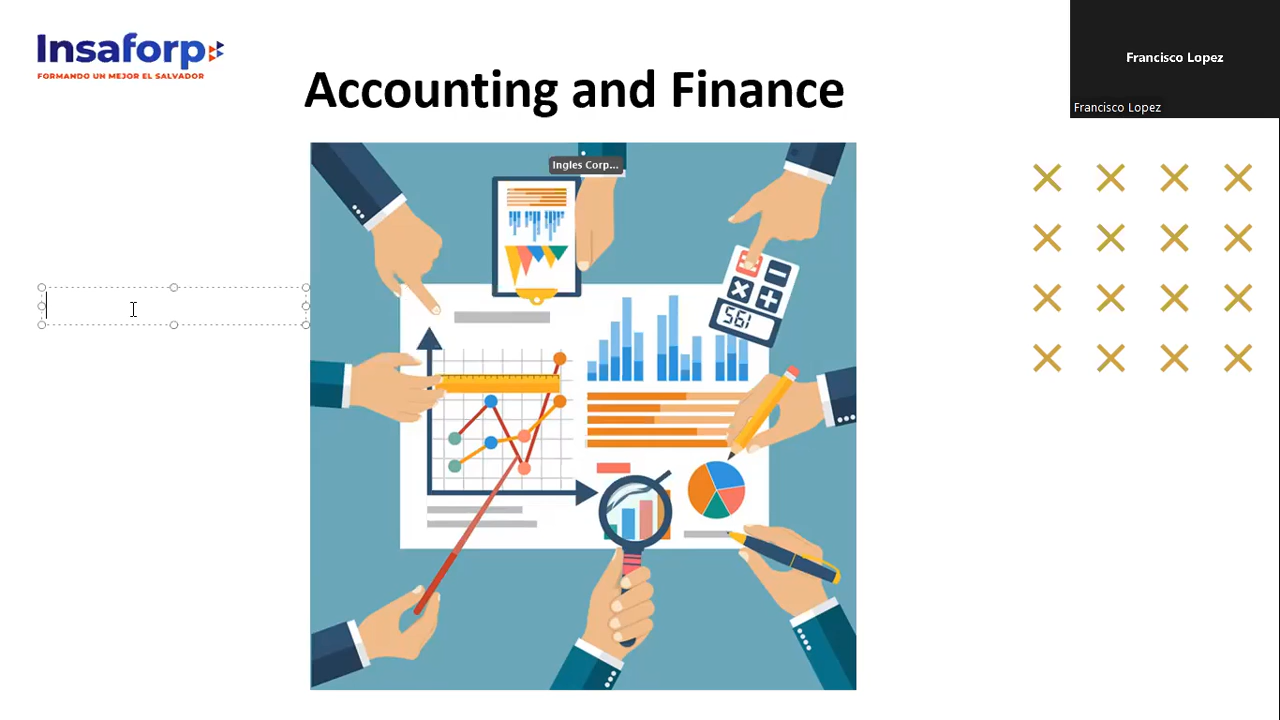 Insaforp
FORMANDO UN MEJOR EL SALVADOR
Accounting and Finance
Francisco Lopez
Francisco Lopez
Ingles Corp...
561